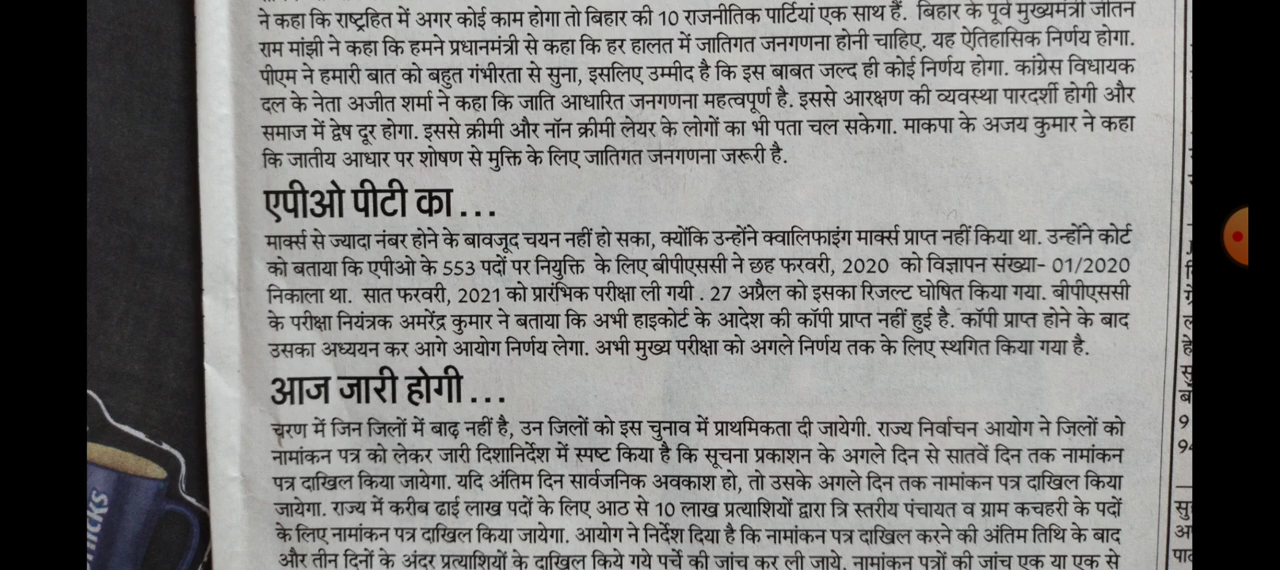 ने कहा कि राष्ट्रहित में अगर कोई काम होगा तो बिहार की 10 राजनीतिक पार्टियां एक साथ हैं. बिहार के पूर्व मुख्यमंत्री जीतन
राम मांझी ने कहा कि हमने प्रधानमंत्री से कहा कि हर हालत में जातिगत जनगणना होनी चाहिए. यह ऐतिहासिक निर्णय होगा.
पीएम ने हमारी बात को बहुत गंभीरता से सुना, इसलिए उम्मीद है कि इस बाबत जल्द ही कोई निर्णय होगा. कांग्रेस विधायक
दल के नेता अजीत शर्मा ने कहा कि जाति आधारित जनगणना महत्वपूर्ण है. इससे आरक्षण की व्यवस्था पारदर्शी होगी और
समाज में द्वेष दूर होगा. इससे क्रीमी और नॉन क्रीमी लेयर के लोगों का भी पता चल सकेगा. माकपा के अजय कुमार ने कहा
कि जातीय आधार पर शोषण से मुक्ति के लिए जातिगत जनगणना जरूरी है.
एपीओ पीटी का...
मार्क्स से ज्यादा नंबर होने के बावजूद चयन नहीं हो सका, क्योंकि उन्होंने क्वालिफाइंग मार्क्स प्राप्त नहीं किया था. उन्होंने कोर्ट
को बताया कि एपीओ के 553 पदों पर नियुक्ति के लिए बीपीएससी ने छह फरवरी, 2020 को विज्ञापन संख्या- 01/2020
निकाला था. सात फरवरी, 2021 को प्रारंभिक परीक्षा ली गयी . 27 अप्रैल को इसका रिजल्ट घोषित किया गया. बीपीएससी
के परीक्षा नियंत्रक अमरेंद्र कुमार ने बताया कि अभी हाइकोर्ट के आदेश की कॉपी प्राप्त नहीं हुई है. कॉपी प्राप्त होने के बाद
उसका अध्ययन कर आगे आयोग निर्णय लेगा. अभी मुख्य परीक्षा को अगले निर्णय तक के लिए स्थगित किया गया है.
आज जारी होगी...
चरण में जिन जिलों में बाढ़ नहीं है, उन जिलों को इस चुनाव में प्राथमिकता दी जायेगी. राज्य निर्वाचन आयोग ने जिलों को
नामांकन पत्र को लेकर जारी दिशानिर्देश में स्पष्ट किया है कि सूचना प्रकाशन के अगले दिन से सातवें दिन तक नामांकन
पत्र दाखिल किया जायेगा. यदि अंतिम दिन सार्वजनिक अवकाश हो, तो उसके अगले दिन तक नामांकन पत्र दाखिल किया
जायेगा. राज्य में करीब ढाई लाख पदों के लिए आठ से 10 लाख प्रत्याशियों द्वारा त्रि स्तरीय पंचायत व ग्राम कचहरी के पदों
के लिए नामांकन पत्र दाखिल किया जायेगा. आयोग ने निर्देश दिया है कि नामांकन पत्र दाखिल करने की अंतिम तिथि के बाद
और तीन दिनों के अंदर प्रत्याशियों के दाखिल किये गये पर्चे की जांच कर ली जाये. नामांकन पत्रों की जांच एक या एक से